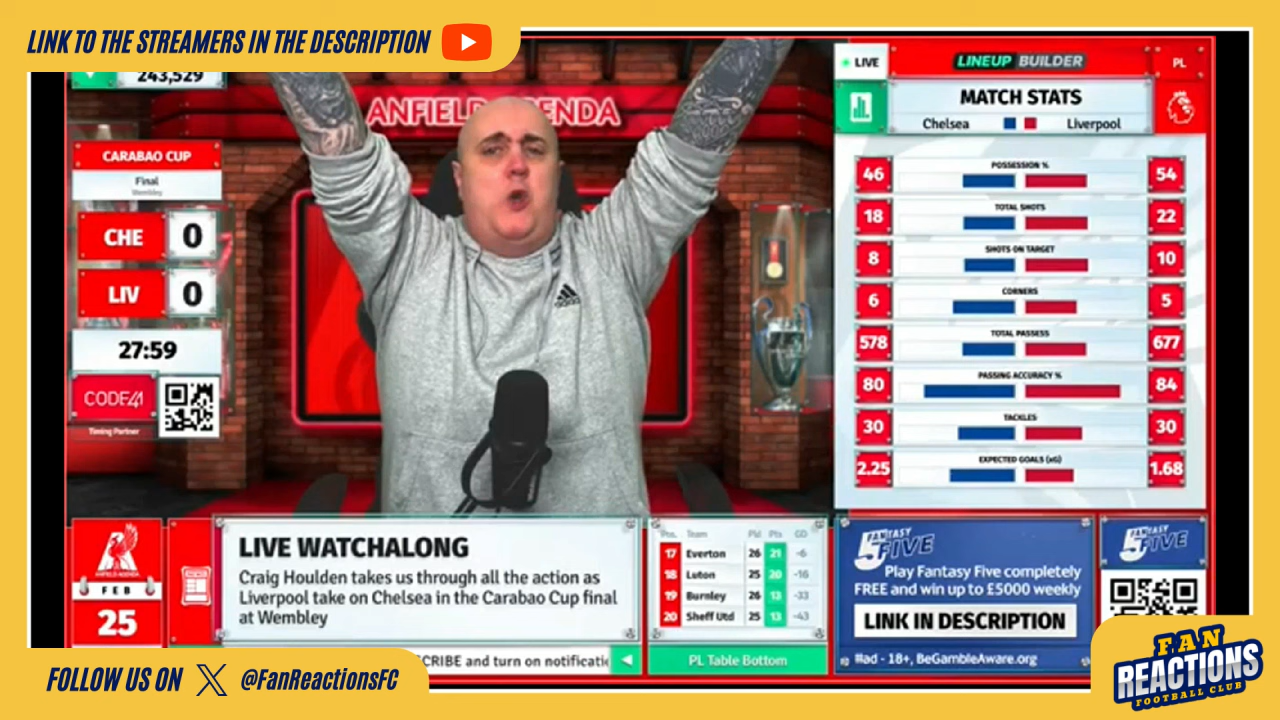 LINK TO THE STREAMERS IN THE DESCRIPTION
243,529
ANFIELD AGENDA
CARABAO CUP
Final
Wembley
CHE 0
LIV 0
27:59
CODE41
Timing Partner
LIVE
LINEUP BUILDER
PL
MATCH STATS
Chelsea Liverpool
POSSESSION %
46 54
TOTAL SHOTS
18 22
SHOTS ON TARGET
8 10
CORNERS
6 5
TOTAL PASSESS
578 677
PASSING ACCURACY %
80 84
TACKLES
30 30
EXPECTED GOALS (xG)
2.25 1.68
ANFIELD AGENDA
FEB
25
LIVE WATCHALONG
Craig Houlden takes us through all the action as
Liverpool take on Chelsea in the Carabao Cup final
at Wembley
SCRIBE and turn on notificatio
Pos. Team Pld Pts GD
17 Everton 26 21 -6
18 Luton 25 20 -16
19 Burnley 26 13 -33
20 Sheff Utd 25 13 -43
PL Table Bottom
FANTASY
5IVE
Play Fantasy Five completely
FREE and win up to £5000 weekly
LINK IN DESCRIPTION
#ad - 18+, BeGambleAware.org
FANTASY
5IVE
FOLLOW US ON X @FanReactionsFC
FAN
REACTIONS
FOOTBALL CLUB